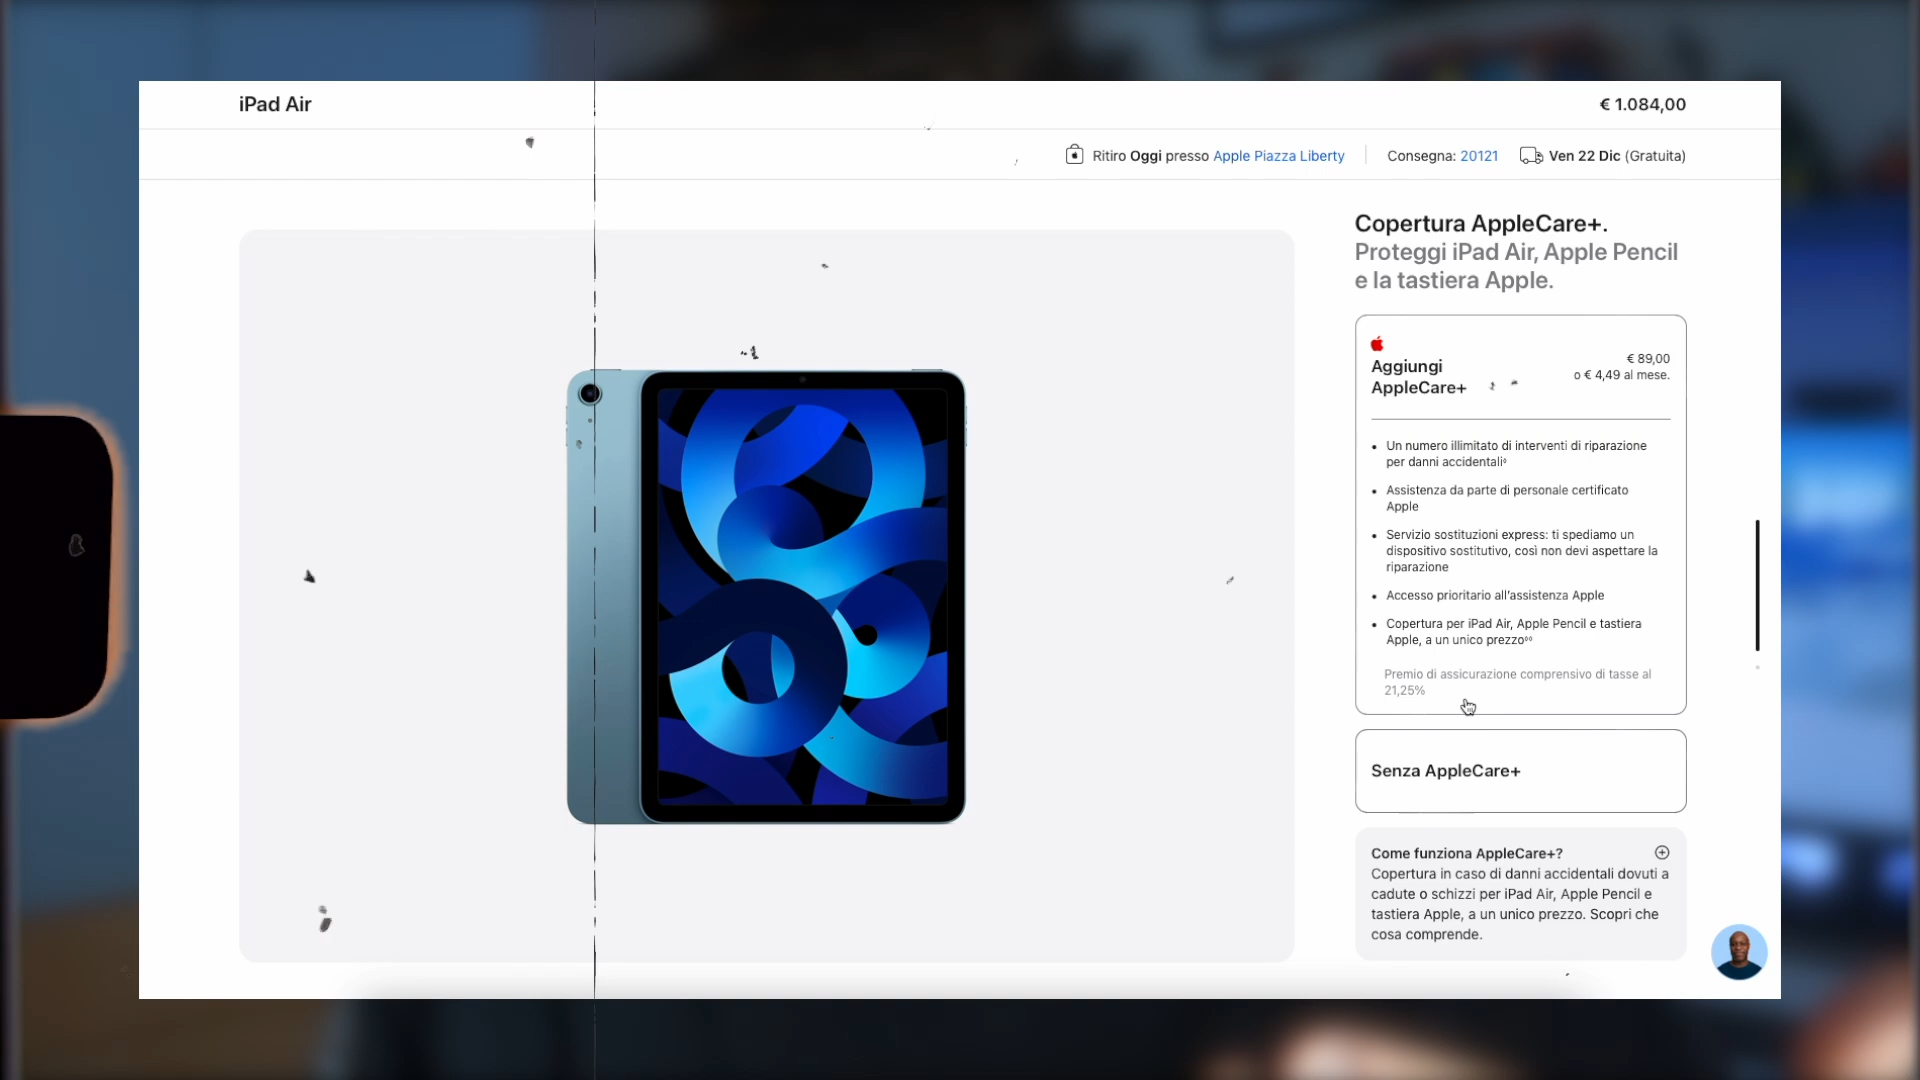 iPad Air
€ 1.084,00
Ritiro Oggi presso Apple Piazza Liberty
Consegna: 20121
Ven 22 Dic (Gratuita)
Copertura AppleCare+.
Proteggi iPad Air, Apple Pencil
e la tastiera Apple.
Aggiungi
AppleCare+
€ 89,00
o € 4,49 al mese.
• Un numero illimitato di interventi di riparazione
per danni accidentali◊
• Assistenza da parte di personale certificato
Apple
• Servizio sostituzioni express: ti spediamo un
dispositivo sostitutivo, così non devi aspettare la
riparazione
• Accesso prioritario all'assistenza Apple
• Copertura per iPad Air, Apple Pencil e tastiera
Apple, a un unico prezzo◊◊
Premio di assicurazione comprensivo di tasse al
21,25%
Senza AppleCare+
Come funziona AppleCare+?
Copertura in caso di danni accidentali dovuti a
cadute o schizzi per iPad Air, Apple Pencil e
tastiera Apple, a un unico prezzo. Scopri che
cosa comprende.